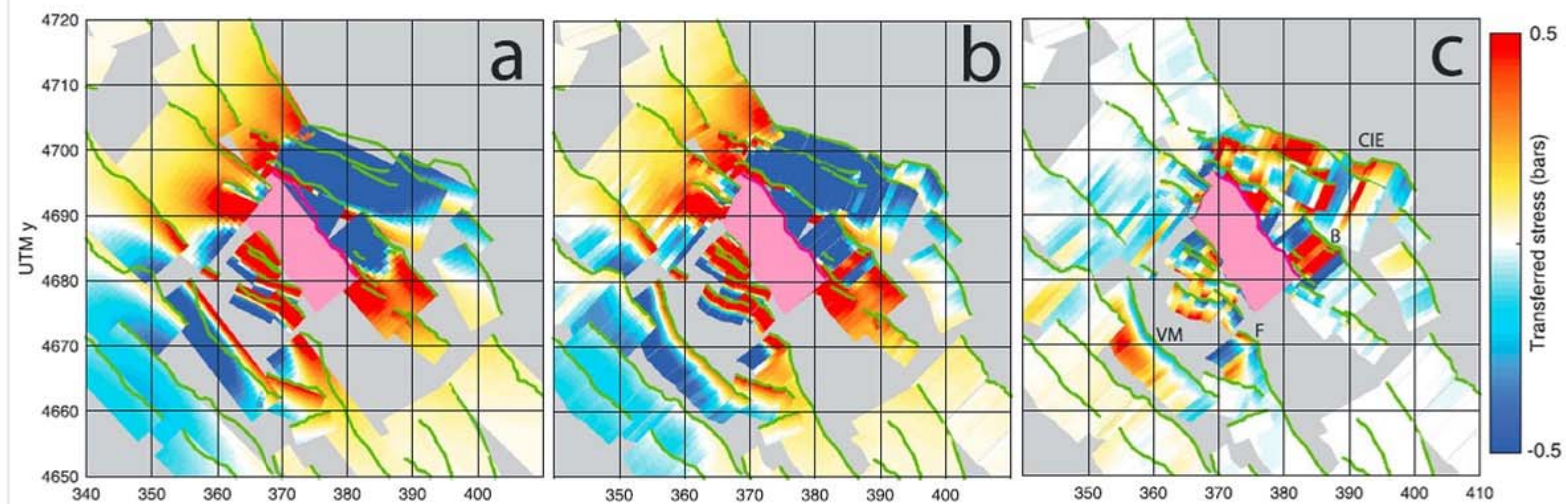 a
b
c
4720
4710
4700
4690
4680
4670
4660
4650
UTM y
340 350 360 370 380 390 400
350 360 370 380 390 400
350 360 370 380 390 400 410
CIE
B
VM
F
0.5
-0.5
Transferred stress (bars)